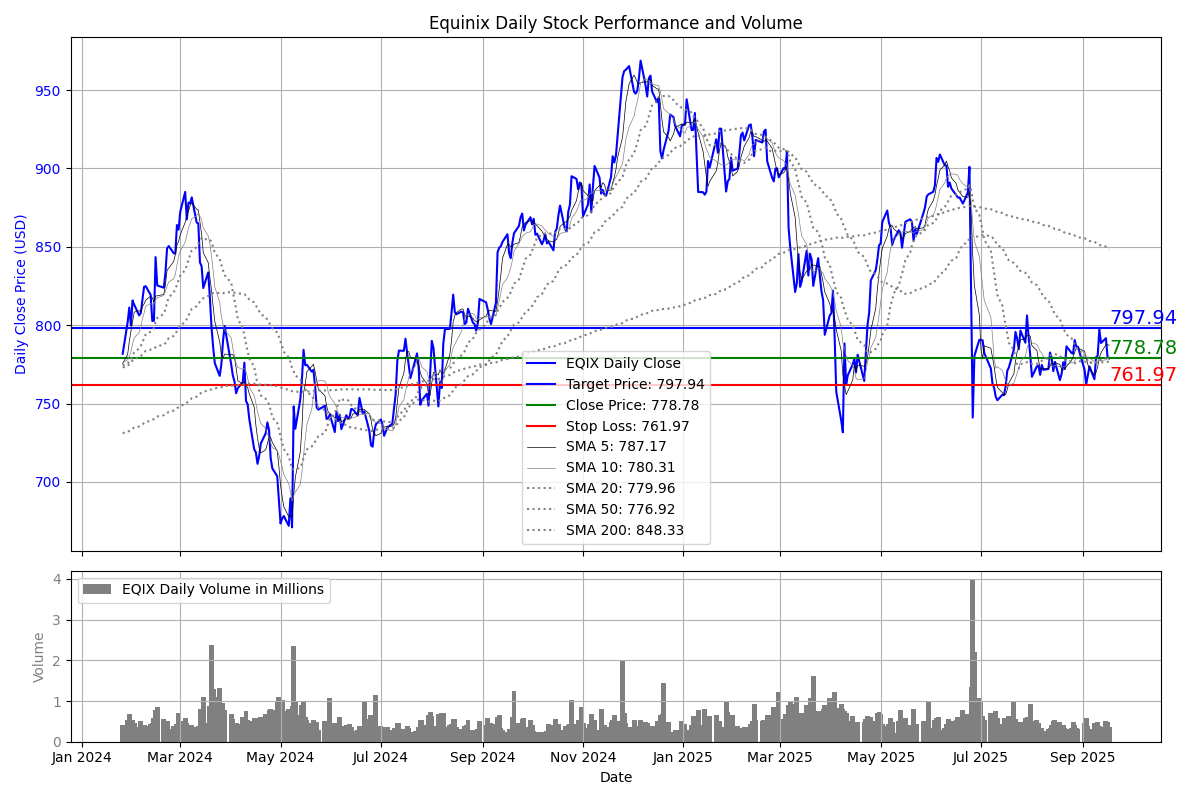 Equinix Daily Stock Performance and Volume
Daily Close Price (USD)
950
900
850
800
750
700
797.94
778.78
761.97
EQIX Daily Close
Target Price: 797.94
Close Price: 778.78
Stop Loss: 761.97
SMA 5: 787.17
SMA 10: 780.31
SMA 20: 779.96
SMA 50: 776.92
SMA 200: 848.33
Volume
4
3
2
1
0
EQIX Daily Volume in Millions
Jan 2024 Mar 2024 May 2024 Jul 2024 Sep 2024 Nov 2024 Jan 2025 Mar 2025 May 2025 Jul 2025 Sep 2025
Date